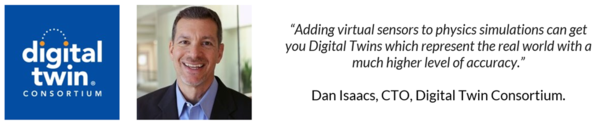 digital
twin®
CONSORTIUM
“Adding virtual sensors to physics simulations can get
you Digital Twins which represent the real world with a
much higher level of accuracy.”
Dan Isaacs, CTO, Digital Twin Consortium.